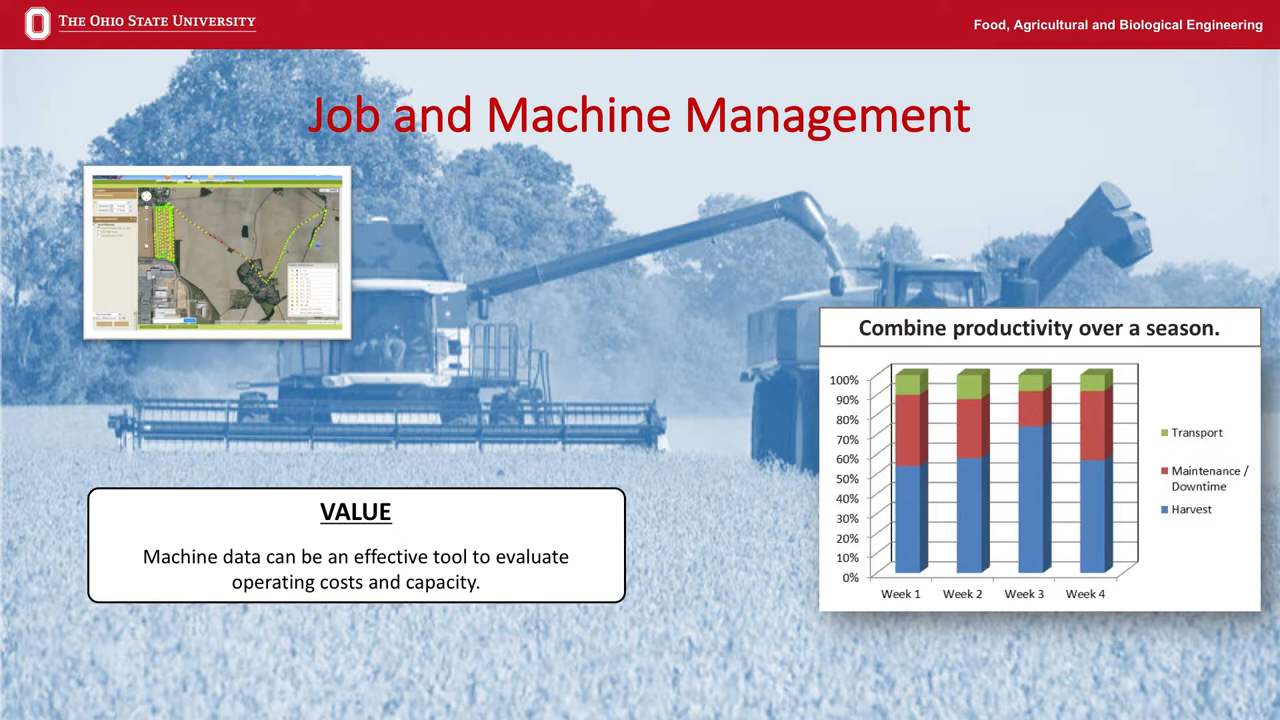 THE OHIO STATE UNIVERSITY
Food, Agricultural and Biological Engineering
Job and Machine Management
Combine productivity over a season.
100%
90%
80%
70%
60%
50%
40%
30%
20%
10%
0%
Week 1
Week 2
Week 3
Week 4
Transport
Maintenance /
Downtime
Harvest
VALUE
Machine data can be an effective tool to evaluate
operating costs and capacity.